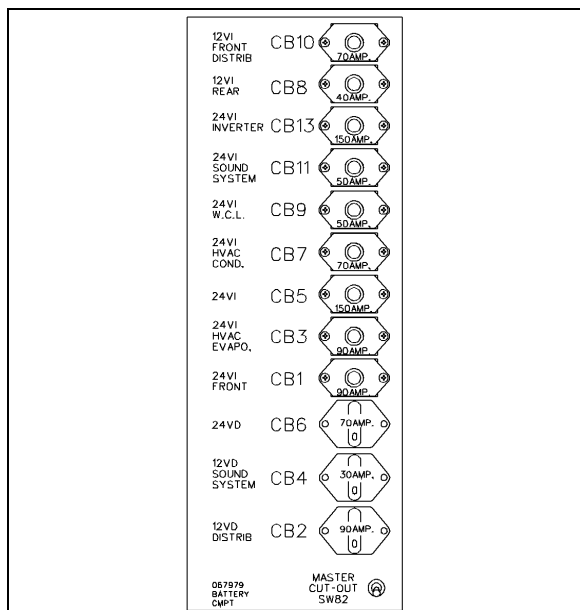 12VI
FRONT
DISTRIB
CB10
70AMP.
12VI
REAR
CB8
40AMP.
24VI
INVERTER
CB13
150AMP.
24VI
SOUND
SYSTEM
CB11
50AMP.
24VI
W.C.L.
CB9
50AMP.
24VI
HVAC
COND.
CB7
70AMP.
24VI
CB5
150AMP.
24VI
HVAC
EVAPO.
CB3
90AMP.
24VI
FRONT
CB1
90AMP.
24VD
CB6
70AMP.
12VD
SOUND
SYSTEM
CB4
30AMP.
12VD
DISTRIB
CB2
90AMP.
067979
BATTERY
CMPT
MASTER
CUT-OUT
SW82